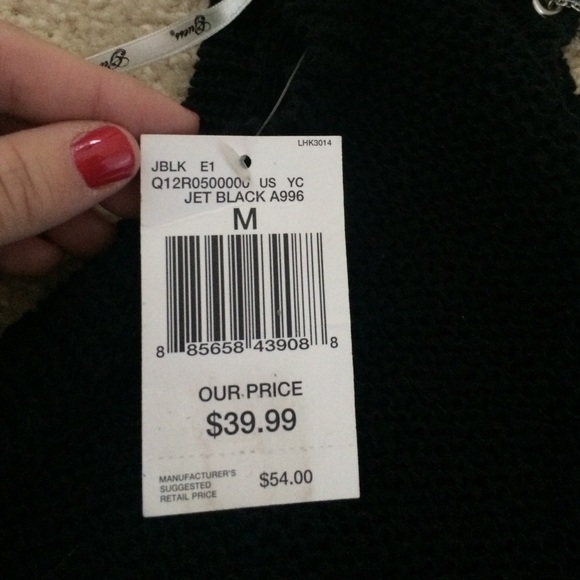 Guess
LHK3014
JBLK E1
Q12R0500000 US YC
JET BLACK A996
M
8 85658 43908 8
OUR PRICE
$39.99
MANUFACTURER'S
SUGGESTED
RETAIL PRICE
$54.00